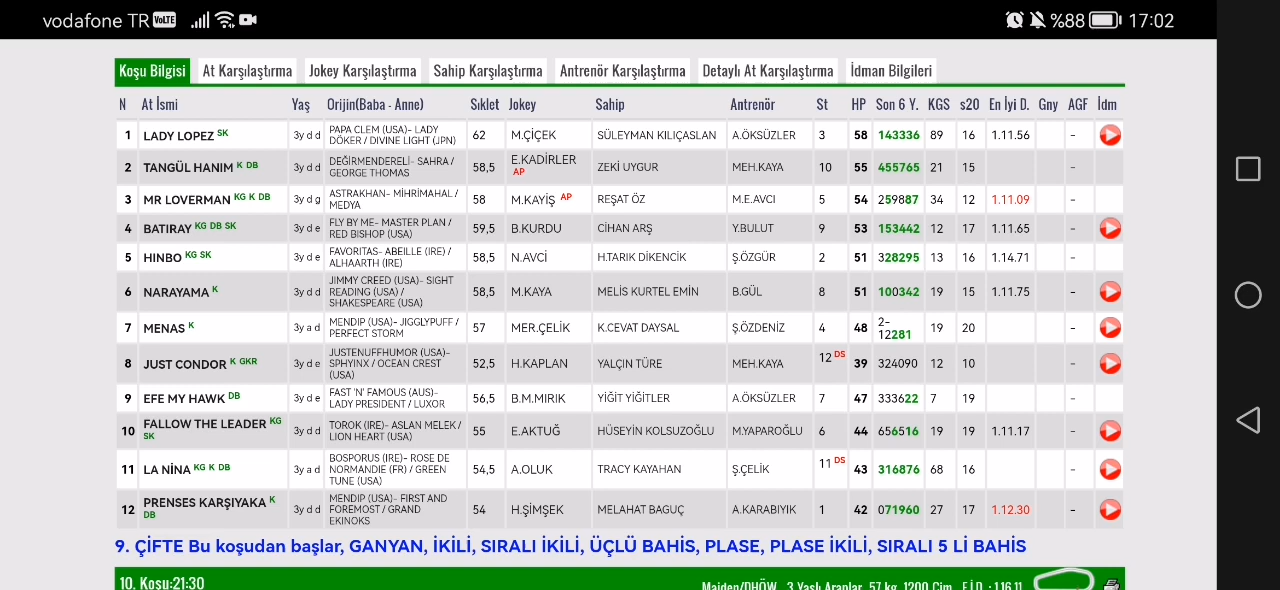 vodafone TR VoLTE %88 17:02
Koşu Bilgisi At Karşılaştırma Jokey Karşılaştırma Sahip Karşılaştırma Antrenör Karşılaştırma Detaylı At Karşılaştırma İdman Bilgileri
N At İsmi Yaş Orijin(Baba - Anne) Sıklet Jokey Sahip Antrenör St HP Son 6 Y. KGS s20 En İyi D. Gny AGF İdm
1 LADY LOPEZ SK 3y d d PAPA CLEM (USA)- LADY DÖKER / DIVINE LIGHT (JPN) 62 M.ÇİÇEK SÜLEYMAN KILIÇASLAN A.ÖKSÜZLER 3 58 143336 89 16 1.11.56 -
2 TANGÜL HANIM K DB 3y d d DEĞİRMENDERELİ- SAHRA / GEORGE THOMAS 58,5 E.KADİRLER AP ZEKİ UYGUR MEH.KAYA 10 55 455765 21 15 -
3 MR LOVERMAN KG K DB 3y d g ASTRAKHAN- MİHRİMAHAL / MEDYA 58 M.KAYİŞ AP REŞAT ÖZ M.E.AVCI 5 54 259887 34 12 1.11.09 -
4 BATIRAY KG DB SK 3y d e FLY BY ME- MASTER PLAN / RED BISHOP (USA) 59,5 B.KURDU CİHAN ARŞ Y.BULUT 9 53 153442 12 17 1.11.65 -
5 HINBO KG SK 3y d e FAVORITAS- ABEILLE (IRE) / ALHAARTH (IRE) 58,5 N.AVCİ H.TARIK DİKENCİK Ş.ÖZGÜR 2 51 328295 13 16 1.14.71 -
6 NARAYAMA K 3y d d JIMMY CREED (USA)- SIGHT READING (USA) / SHAKESPEARE (USA) 58,5 M.KAYA MELİS KURTEL EMİN B.GÜL 8 51 100342 19 15 1.11.75 -
7 MENAS K 3y a d MENDIP (USA)- JIGGLYPUFF / PERFECT STORM 57 MER.ÇELİK K.CEVAT DAYSAL Ş.ÖZDENİZ 4 48 2-12281 19 20 -
8 JUST CONDOR K GKR 3y d e JUSTENUFFHUMOR (USA)- SPHYINX / OCEAN CREST (USA) 52,5 H.KAPLAN YALÇIN TÜRE MEH.KAYA 12 DS 39 324090 12 10 -
9 EFE MY HAWK DB 3y d e FAST 'N' FAMOUS (AUS)- LADY PRESIDENT / LUXOR 56,5 B.M.MIRIK YİĞİT YİĞİTLER A.ÖKSÜZLER 7 47 333622 7 19 -
10 FALLOW THE LEADER KG SK 3y d d TOROK (IRE)- ASLAN MELEK / LION HEART (USA) 55 E.AKTUĞ HÜSEYİN KOLSUZOĞLU M.YAPAROĞLU 6 44 656516 19 19 1.11.17 -
11 LA NİNA KG K DB 3y a d BOSPORUS (IRE)- ROSE DE NORMANDIE (FR) / GREEN TUNE (USA) 54,5 A.OLUK TRACY KAYAHAN Ş.ÇELİK 11 DS 43 316876 68 16 -
12 PRENSES KARŞIYAKA K DB 3y d d MENDIP (USA)- FIRST AND FOREMOST / GRAND EKINOKS 54 H.ŞİMŞEK MELAHAT BAGUÇ A.KARABIYIK 1 42 071960 27 17 1.12.30 -
9. ÇİFTE Bu koşudan başlar, GANYAN, İKİLİ, SIRALI İKİLİ, ÜÇLÜ BAHİS, PLASE, PLASE İKİLİ, SIRALI 5 Lİ BAHİS
10. Koşu:21:30 Maiden/DHÖW , 3 Yaşlı Araplar, 57 kg, 1200 Çim, E.İ.D. : 1.16.11